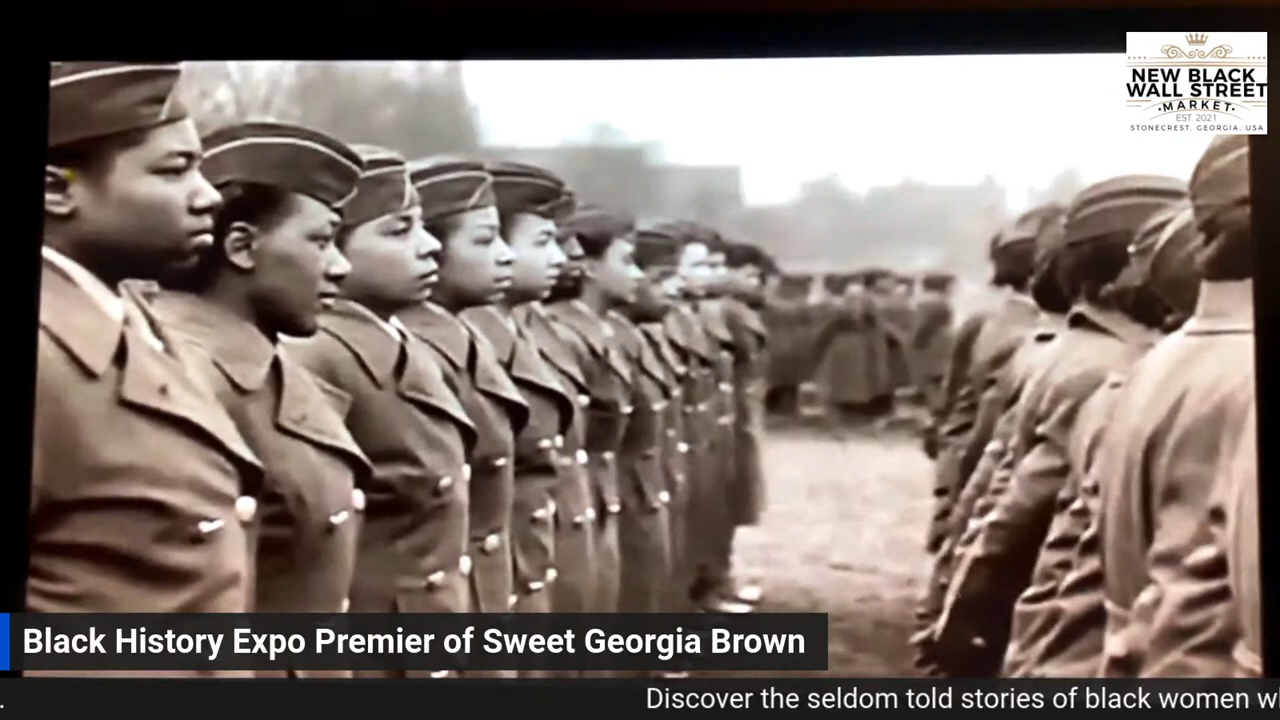 NEW BLACK
WALL STREET
MARKET
EST. 2021
STONECREST, GEORGIA, USA
Black History Expo Premier of Sweet Georgia Brown
. Discover the seldom told stories of black women w